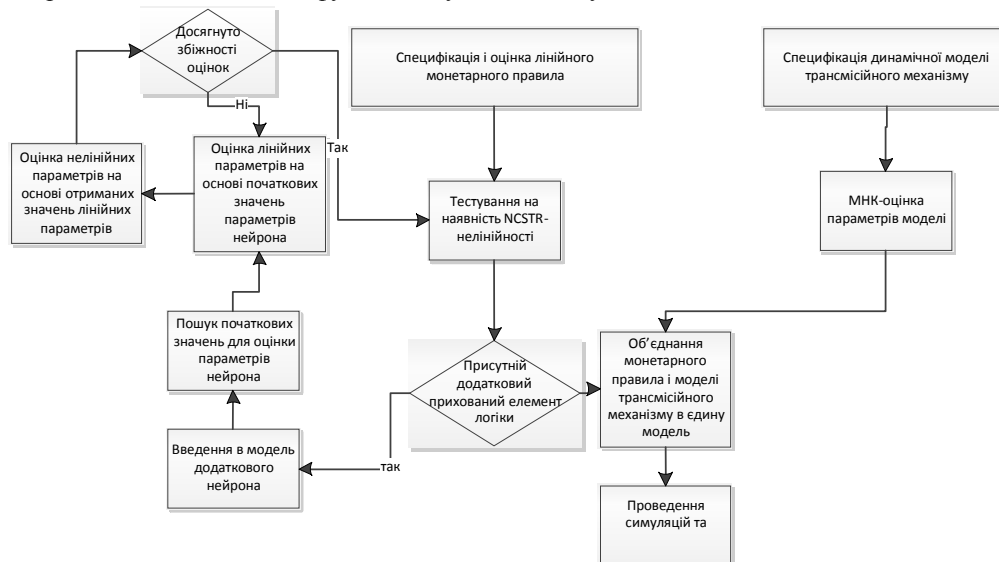 Досягнуто
збіжності
оцінок
Специфікація і оцінка лінійного
монетарного правила
Специфікація динамічної моделі
трансмісійного механізму
Ні
Так
Оцінка нелінійних
параметрів на
основі отриманих
значень лінійних
параметрів
Оцінка лінійних
параметрів на
основі початкових
значень
параметрів
нейрона
Тестування на
наявність NCSTR-
нелінійності
МНК-оцінка
параметрів моделі
Пошук початкових
значень для оцінки
параметрів
нейрона
Присутній
додатковий
прихований елемент
логіки
Об’єднання
монетарного
правила і моделі
трансмісійного
механізму в єдину
модель
Введення в модель
додаткового
нейрона
так
Проведення
симуляцій та